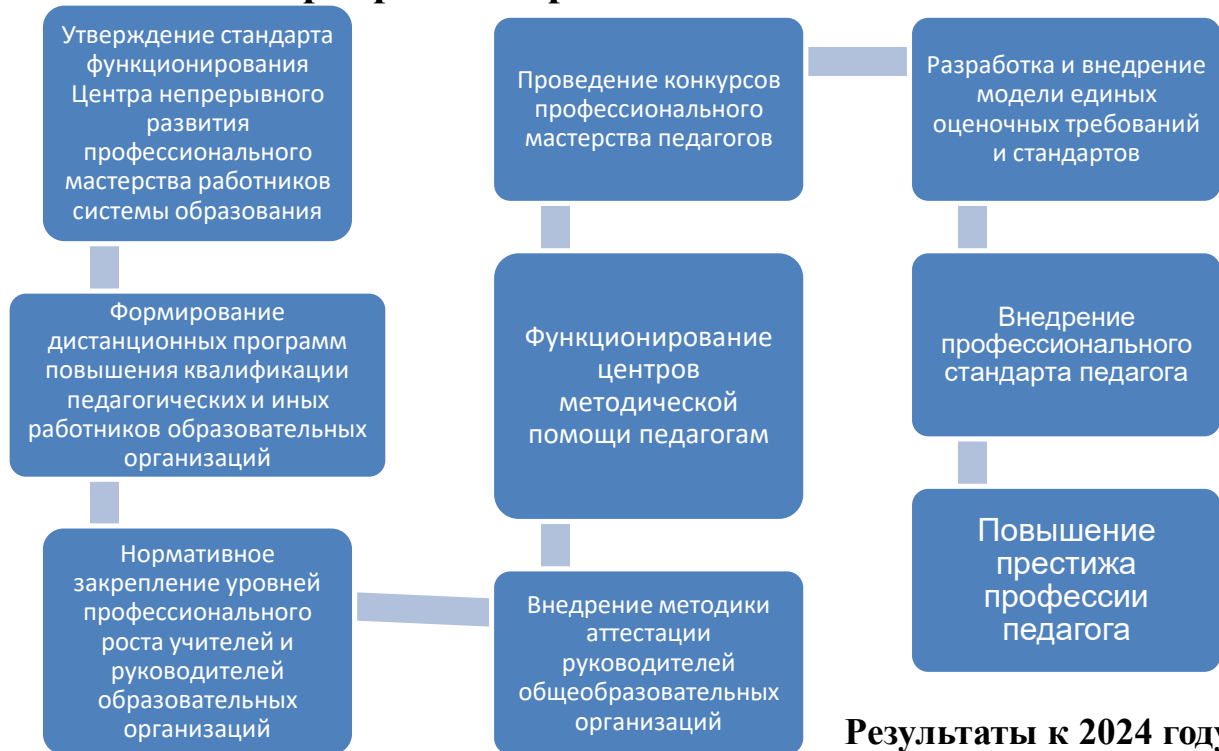 Утверждение стандарта
функционирования
Центра непрерывного
развития
профессионального
мастерства работников
системы образования
Формирование
дистанционных программ
повышения квалификации
педагогических и иных
работников образовательных
организаций
Нормативное
закрепление уровней
профессионального
роста учителей и
руководителей
образовательных
организаций
Внедрение методики
аттестации
руководителей
общеобразовательных
организаций
Функционирование
центров
методической
помощи педагогам
Проведение конкурсов
профессионального
мастерства педагогов
Разработка и внедрение
модели единых
оценочных требований
и стандартов
Внедрение
профессионального
стандарта педагога
Повышение
престижа
профессии
педагога
Результаты к 2024 году